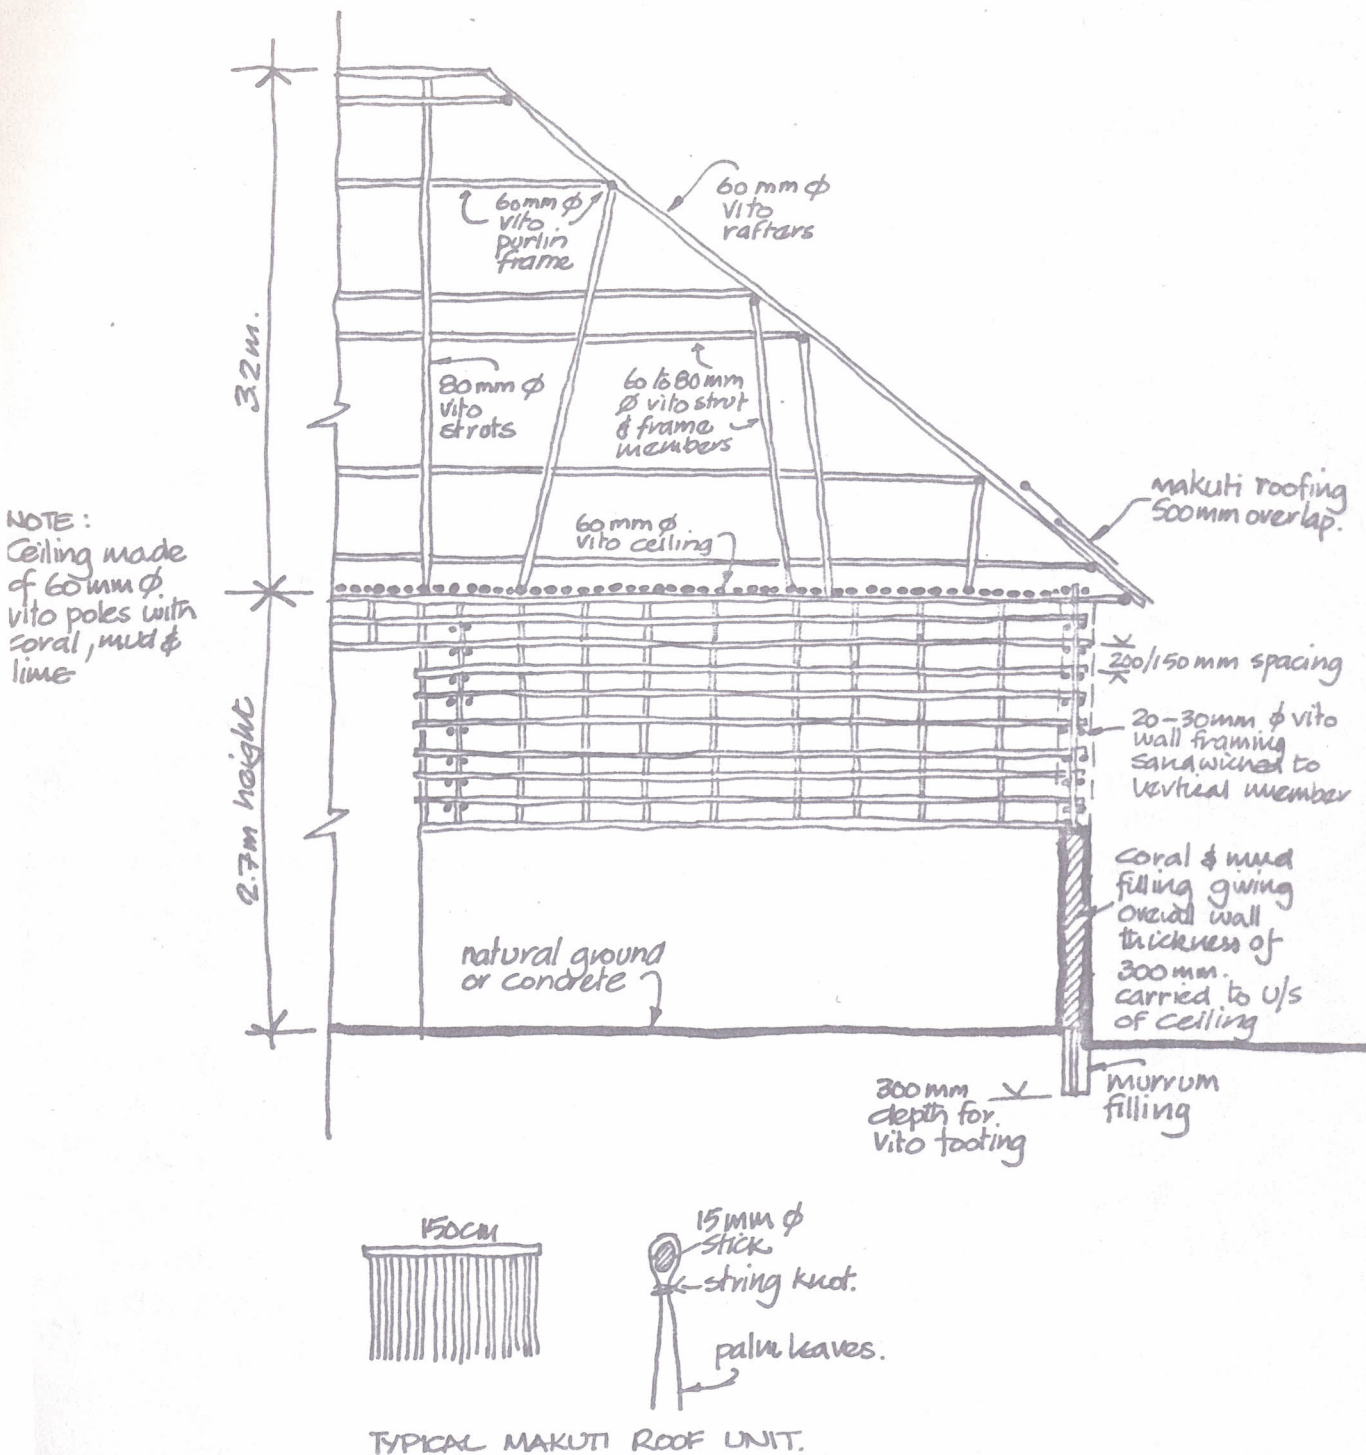 60mm φ
vito
rafters
60mm φ
vito
purlin
frame
3.2m.
80mm φ
vito
struts
60 to 80mm
φ vito strut
& frame
members
makuti roofing
500mm overlap.
60mm φ
vito ceiling
NOTE:
Ceiling made
of 60mm φ
vito poles with
coral, mud &
lime
200/150mm spacing
2.7m height
20-30mm φ vito
wall framing
sandwiched to
vertical member
coral & mud
filling giving
overall wall
thickness of
300mm.
carried to U/S
of ceiling
natural ground
or concrete
300mm
depth for
vito footing
murrum
filling
150cm
15mm φ
stick
string knot.
palm leaves.
TYPICAL MAKUTI ROOF UNIT.